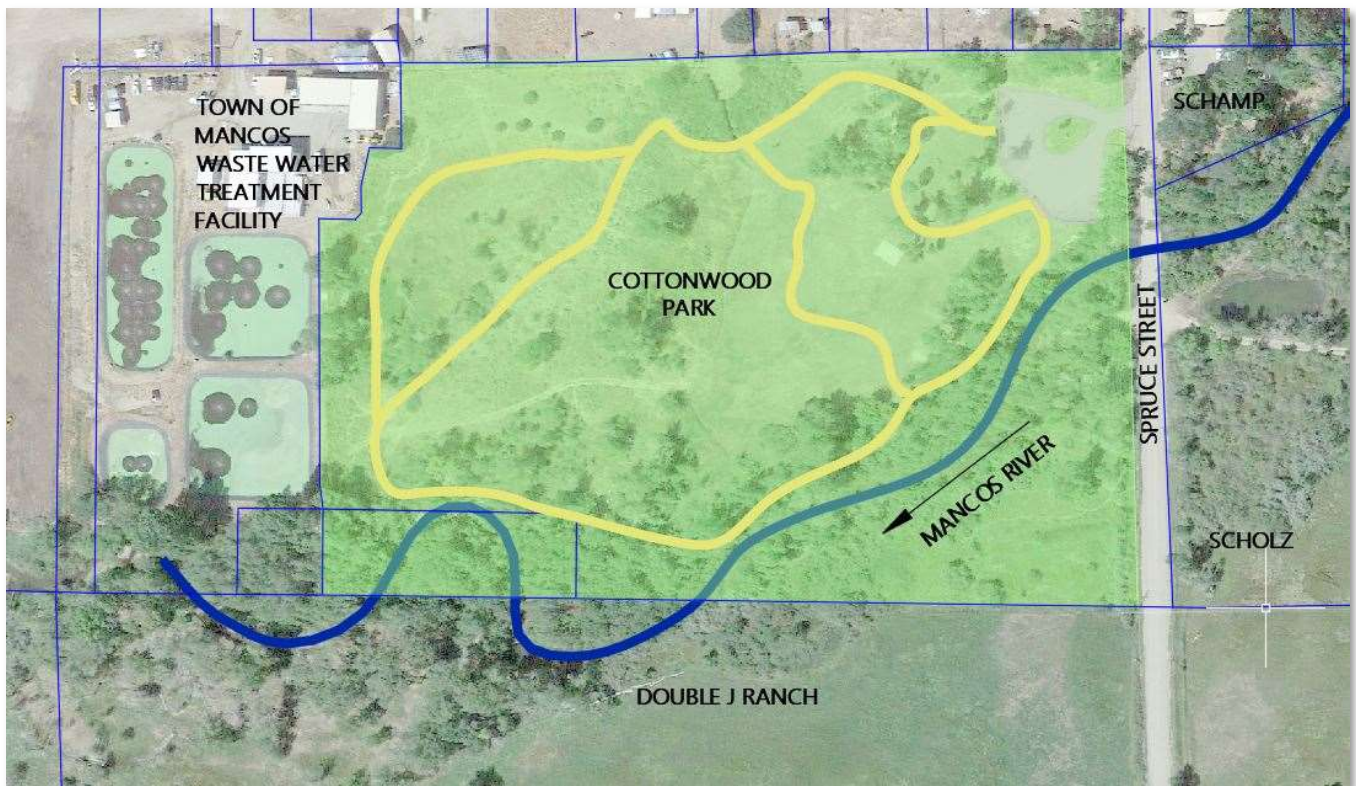 TOWN OF
MANCOS
WASTE WATER
TREATMENT
FACILITY
SCHAMP
COTTONWOOD
PARK
SPRUCE STREET
MANCOS RIVER
SCHOLZ
DOUBLE J RANCH